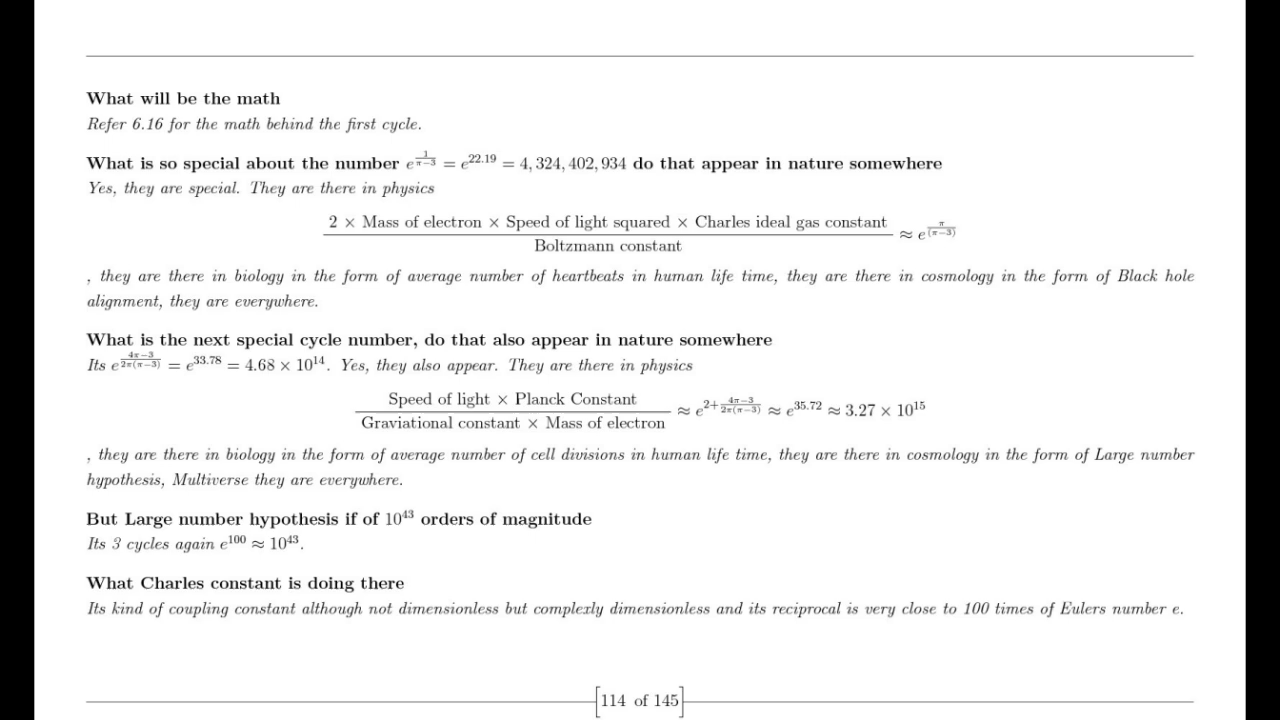 What will be the math
Refer 6.16 for the math behind the first cycle.
What is so special about the number e^{\frac{1}{π−3}} = e^{22.19} = 4,324,402,934 do that appear in nature somewhere
Yes, they are special. They are there in physics
\frac{2 × Mass of electron × Speed of light squared × Charles ideal gas constant}{Boltzmann constant} ≈ e^{\frac{π}{(π−3)}}
, they are there in biology in the form of average number of heartbeats in human life time, they are there in cosmology in the form of Black hole
alignment, they are everywhere.
What is the next special cycle number, do that also appear in nature somewhere
Its e^{\frac{4π−3}{2π(π−3)}} = e^{33.78} = 4.68 × 10^{14}. Yes, they also appear. They are there in physics
\frac{Speed of light × Planck Constant}{Graviational constant × Mass of electron} ≈ e^{2+\frac{4π−3}{2π(π−3)}} ≈ e^{35.72} ≈ 3.27 × 10^{15}
, they are there in biology in the form of average number of cell divisions in human life time, they are there in cosmology in the form of Large number
hypothesis, Multiverse they are everywhere.
But Large number hypothesis if of 10^{43} orders of magnitude
Its 3 cycles again e^{100} ≈ 10^{43}.
What Charles constant is doing there
Its kind of coupling constant although not dimensionless but complexly dimensionless and its reciprocal is very close to 100 times of Eulers number e.
[114 of 145]